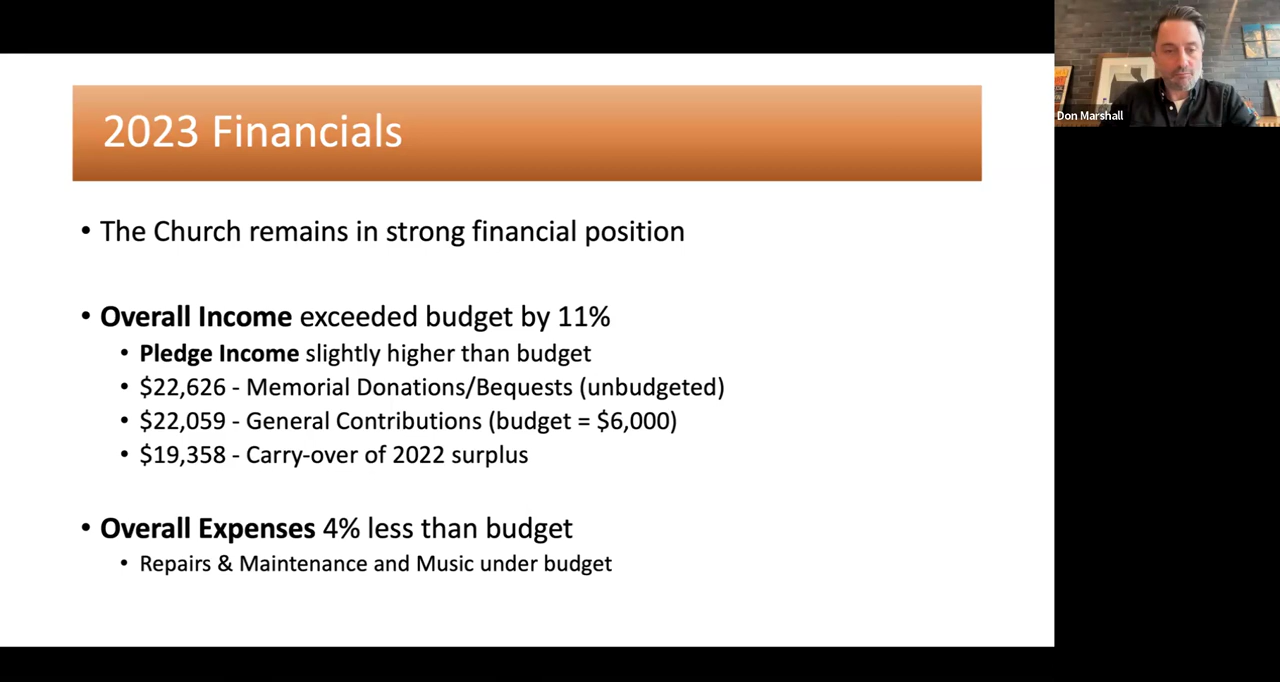 2023 Financials
• The Church remains in strong financial position
• Overall Income exceeded budget by 11%
• Pledge Income slightly higher than budget
• $22,626 - Memorial Donations/Bequests (unbudgeted)
• $22,059 - General Contributions (budget = $6,000)
• $19,358 - Carry-over of 2022 surplus
• Overall Expenses 4% less than budget
• Repairs & Maintenance and Music under budget
Don Marshall